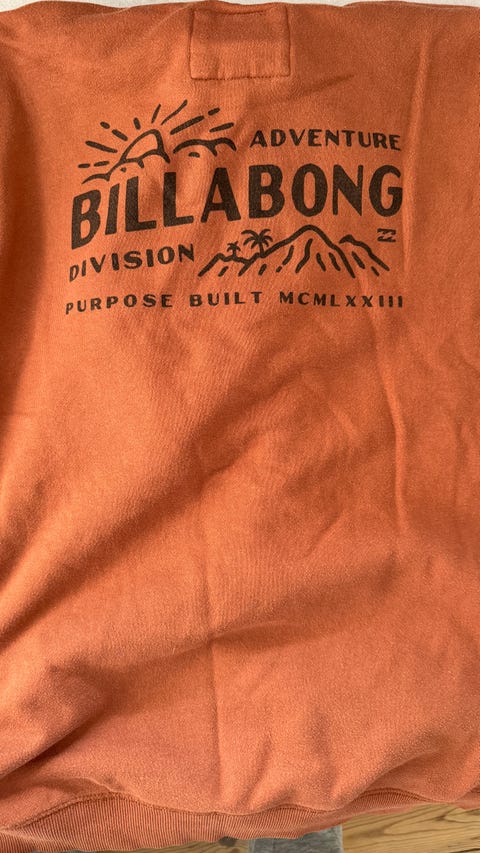 ADVENTURE
BILLABONG
DIVISION
PURPOSE BUILT MCMLXXIII